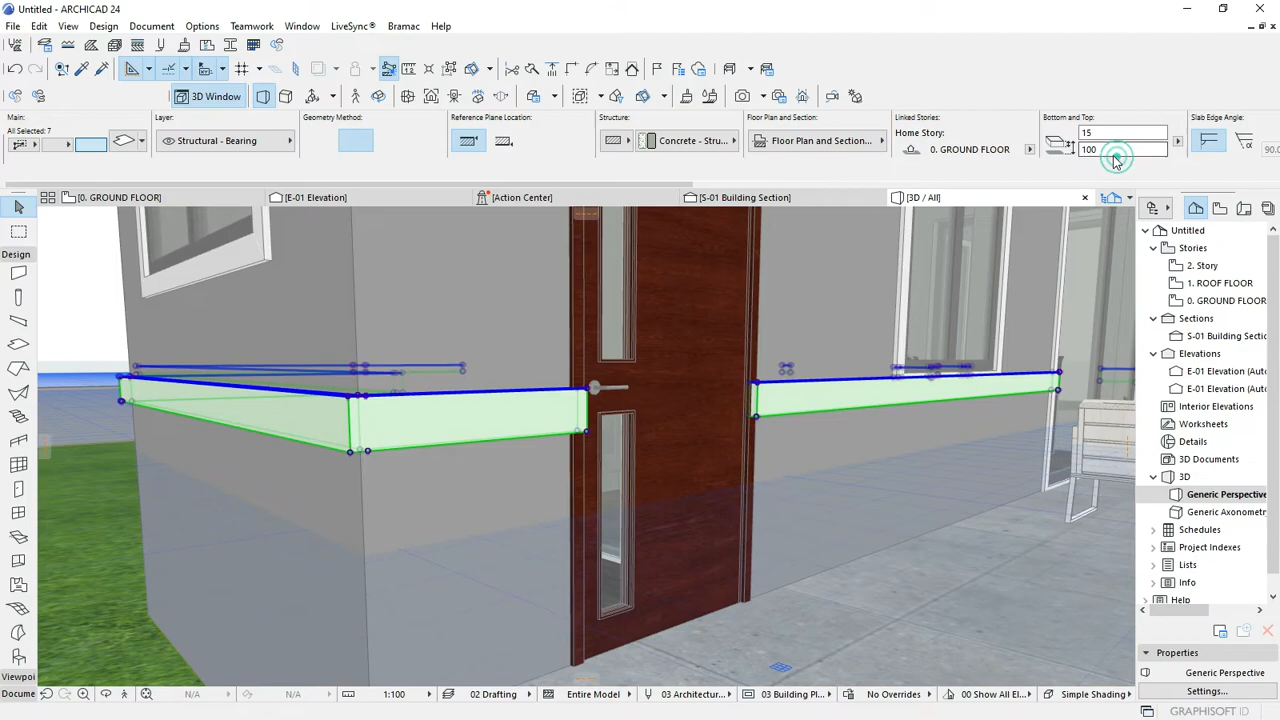 Untitled - ARCHICAD 24
File Edit View Design Document Options Teamwork Window LiveSync® Bramac Help
3D Window
Main:
All Selected: 7
Layer:
Structural - Bearing
Geometry Method:
Reference Plane Location:
Structure:
Concrete - Stru...
Floor Plan and Section:
Floor Plan and Section...
Linked Stories:
Home Story:
0. GROUND FLOOR
Bottom and Top:
15
100
Slab Edge Angle:
90.0
[0. GROUND FLOOR]
[E-01 Elevation]
[Action Center]
[S-01 Building Section]
[3D / All]
Design
Viewpoi
Docume
Untitled
Stories
2. Story
1. ROOF FLOOR
0. GROUND FLOOR
Sections
S-01 Building Sectio
Elevations
E-01 Elevation (Auto
E-01 Elevation (Auto
Interior Elevations
Worksheets
Details
3D Documents
3D
Generic Perspective
Generic Axonometr
Schedules
Project Indexes
Lists
Info
Help
Properties
Generic Perspective
Settings...
N/A
N/A
1:100
02 Drafting
Entire Model
03 Architectur...
03 Building Pl...
No Overrides
00 Show All El...
Simple Shading
GRAPHISOFT ID